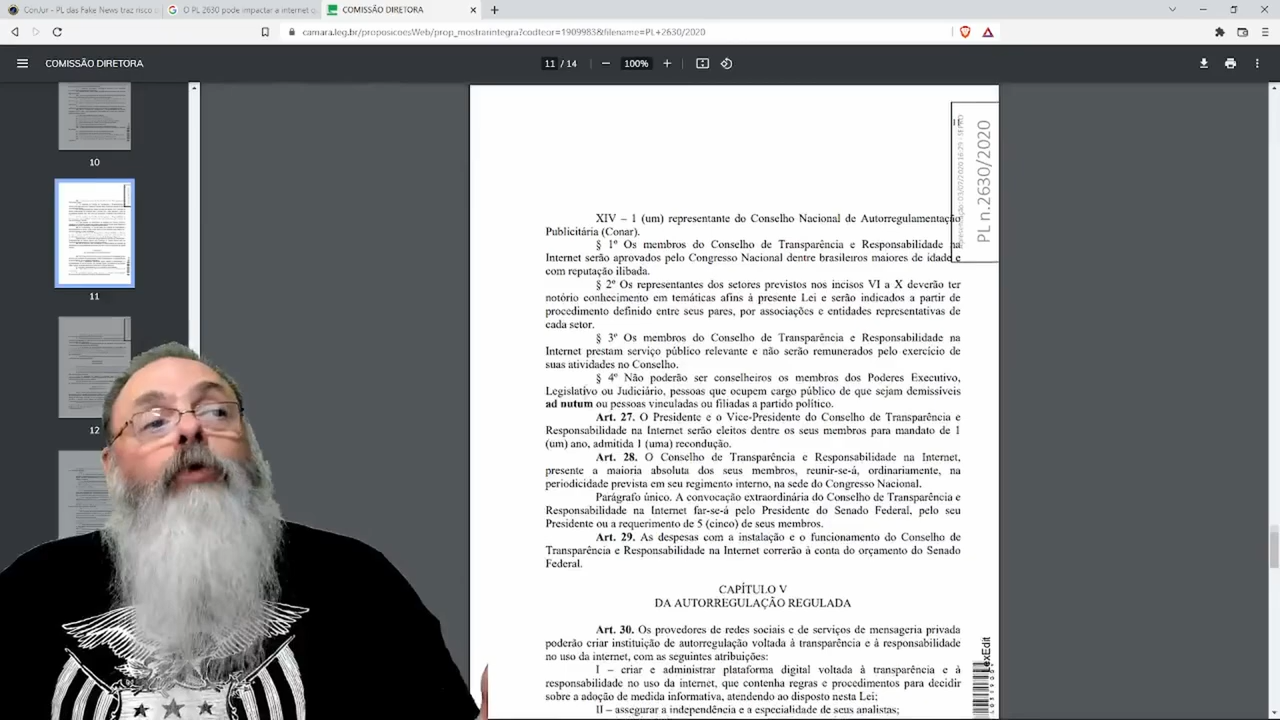 ConJur - PL das Fake News traz risco
O PL 2630 pode impactar a internet
COMISSÃO DIRETORA
camara.leg.br/proposicoesWeb/prop_mostrarintegra?codteor=1909983&filename=PL+2630/2020
COMISSÃO DIRETORA
11 / 14
100%
10
11
12
11
PL n.2630/2020
XIV – 1 (um) representante do Conselho Nacional de Autorregulamentação
Publicitária (Conar).
§ 1º Os membros do Conselho de Transparência e Responsabilidade na
Internet serão aprovados pelo Congresso Nacional dentre brasileiros maiores de idade e
com reputação ilibada.
§ 2º Os representantes dos setores previstos nos incisos VI a X deverão ter
notório conhecimento em temáticas afins à presente Lei e serão indicados a partir de
procedimento definido entre seus pares, por associações e entidades representativas de
cada setor.
§ 3º Os membros do Conselho de Transparência e Responsabilidade na
Internet prestam serviço público relevante e não serão remunerados pelo exercício de
suas atividades no Conselho.
§ 4º Não poderão ser conselheiros os membros dos Poderes Executivo,
Legislativo ou Judiciário, pessoas que ocupem cargo público de que sejam demissíveis
ad nutum ou pessoas vinculadas ou filiadas a partido político.
Art. 27. O Presidente e o Vice-Presidente do Conselho de Transparência e
Responsabilidade na Internet serão eleitos dentre os seus membros para mandato de 1
(um) ano, admitida 1 (uma) recondução.
Art. 28. O Conselho de Transparência e Responsabilidade na Internet,
presente a maioria absoluta dos seus membros, reunir-se-á, ordinariamente, na
periodicidade prevista em seu regimento interno, na sede do Congresso Nacional.
Parágrafo único. A convocação extraordinária do Conselho de Transparência e
Responsabilidade na Internet far-se-á pelo Presidente do Senado Federal, pelo seu
Presidente ou a requerimento de 5 (cinco) de seus membros.
Art. 29. As despesas com a instalação e o funcionamento do Conselho de
Transparência e Responsabilidade na Internet correrão à conta do orçamento do Senado
Federal.
CAPÍTULO V
DA AUTORREGULAÇÃO REGULADA
Art. 30. Os provedores de redes sociais e de serviços de mensageria privada
poderão criar instituição de autorregulação voltada à transparência e à responsabilidade
no uso da internet, com as seguintes atribuições:
I – criar e administrar plataforma digital voltada à transparência e à
responsabilidade no uso da internet, que contenha regras e procedimentos para decidir
sobre a adoção de medida informativa, atendendo ao disposto nesta Lei;
II – assegurar a independência e a especialidade de seus analistas;
LexEdit